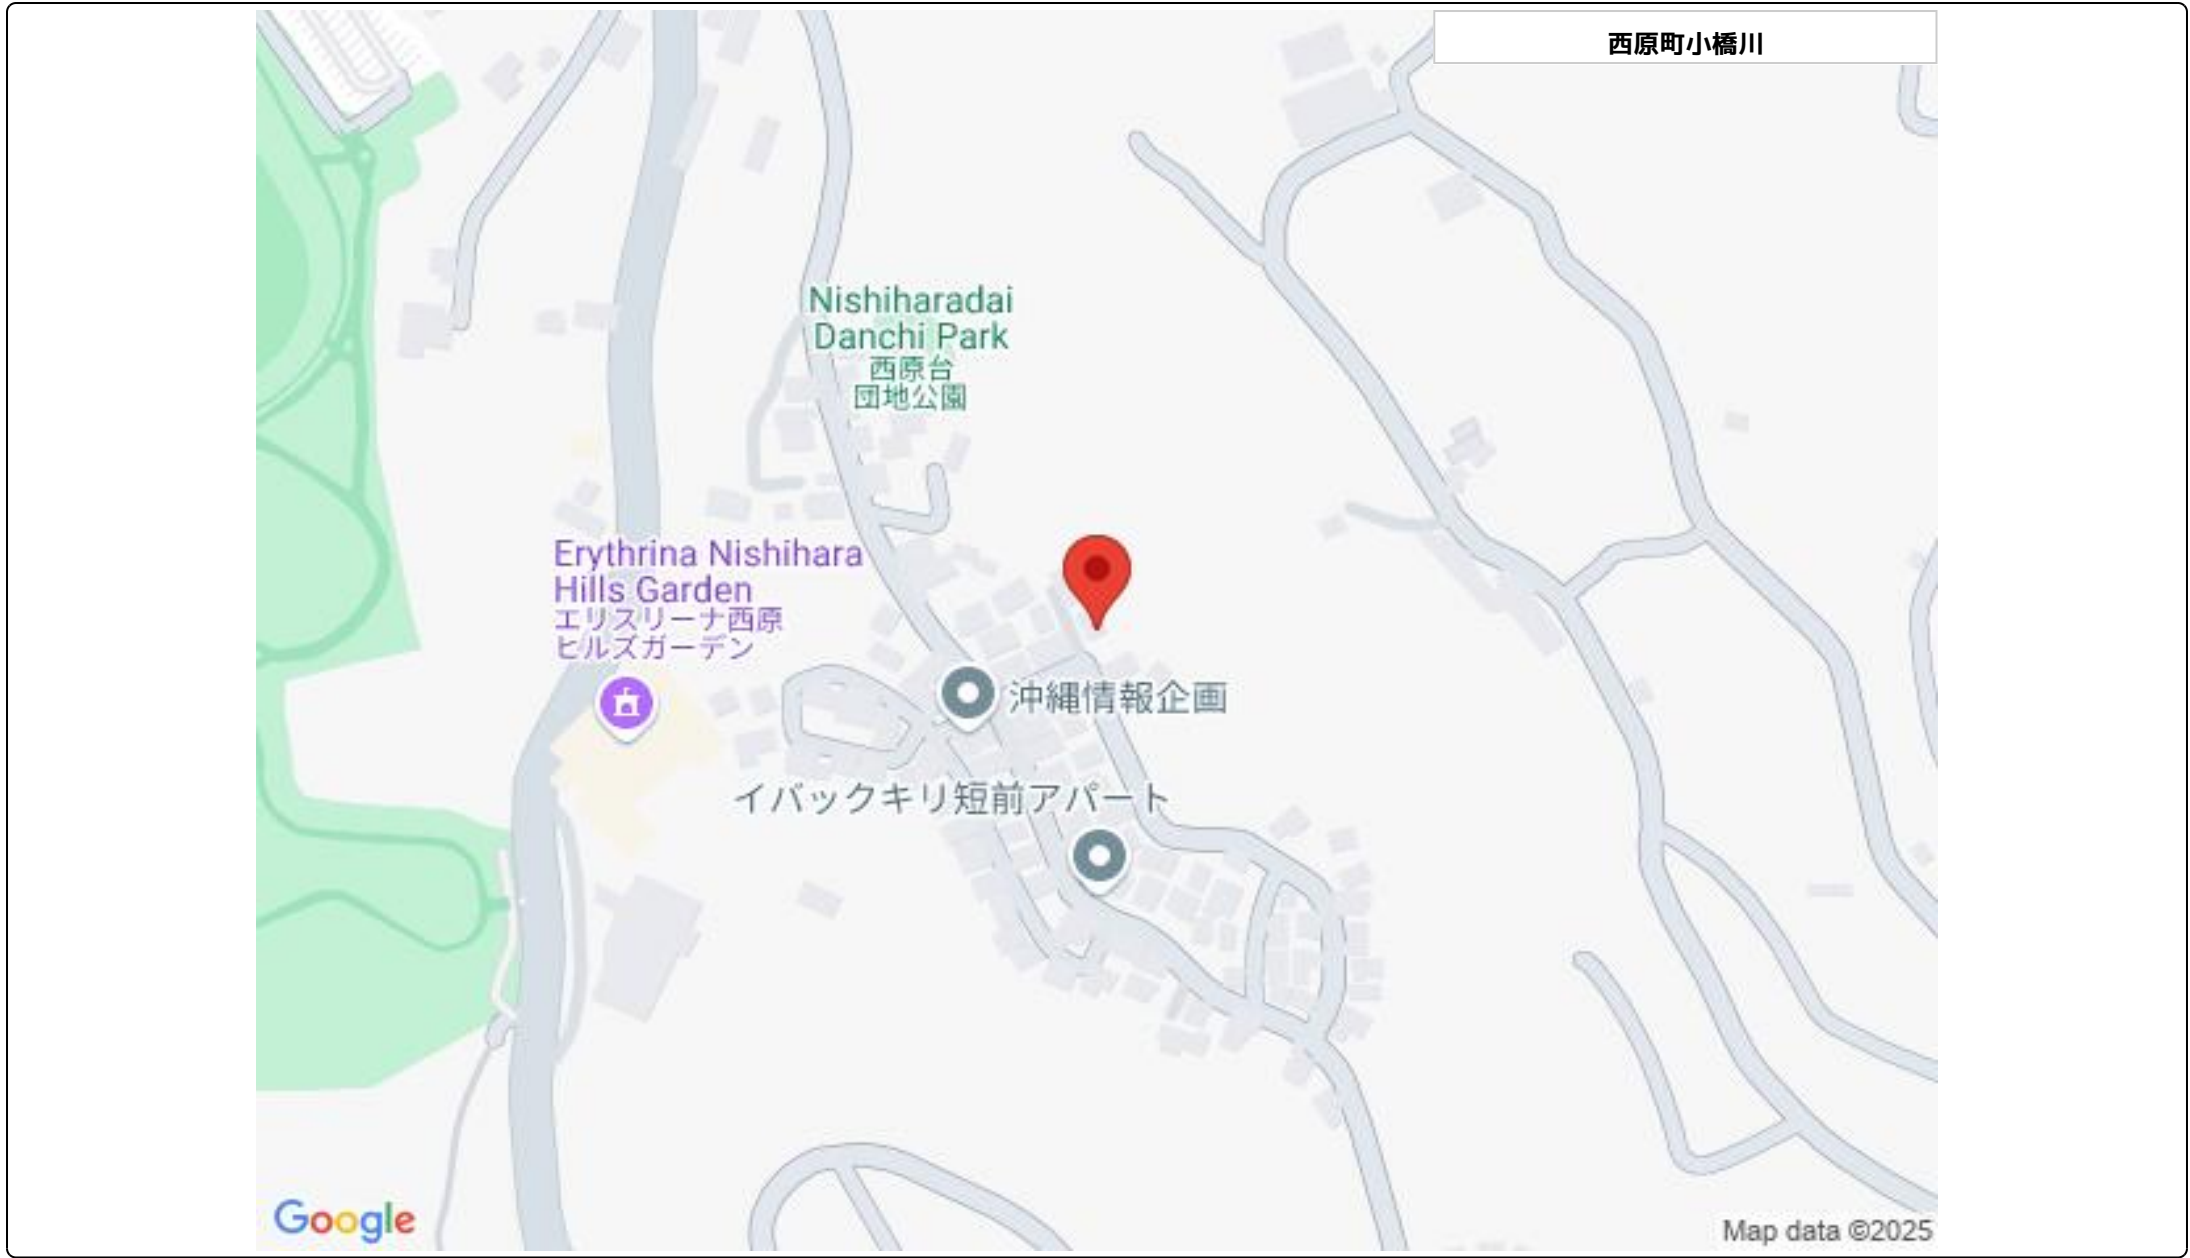 西原町小橋川
Nishiharadai
Danchi Park
西原台
団地公園
Erythrina Nishihara
Hills Garden
エリスリーナ西原
ヒルズガーデン
沖縄情報企画
イバックキリ短前アパート
Google
Map data ©2025